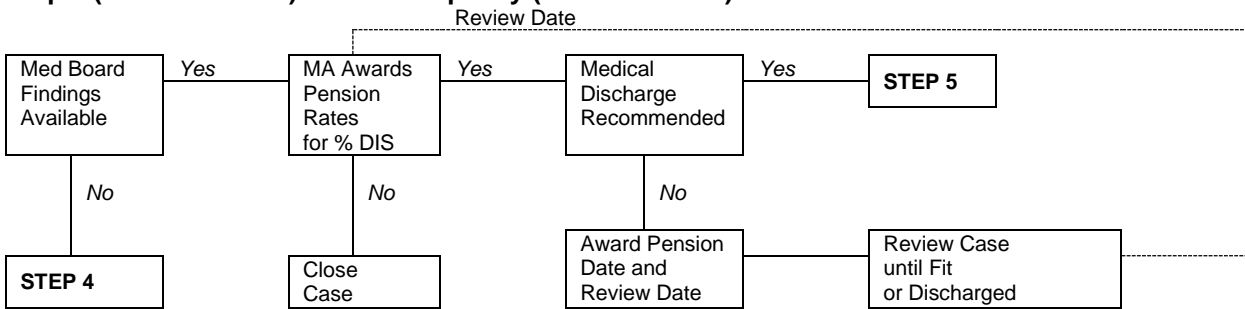 Review Date
Med Board
Findings
Available
Yes
MA Awards
Pension
Rates
for % DIS
Yes
Medical
Discharge
Recommended
Yes
STEP 5
No
No
No
STEP 4
Close
Case
Award Pension
Date and
Review Date
Review Case
until Fit
or Discharged